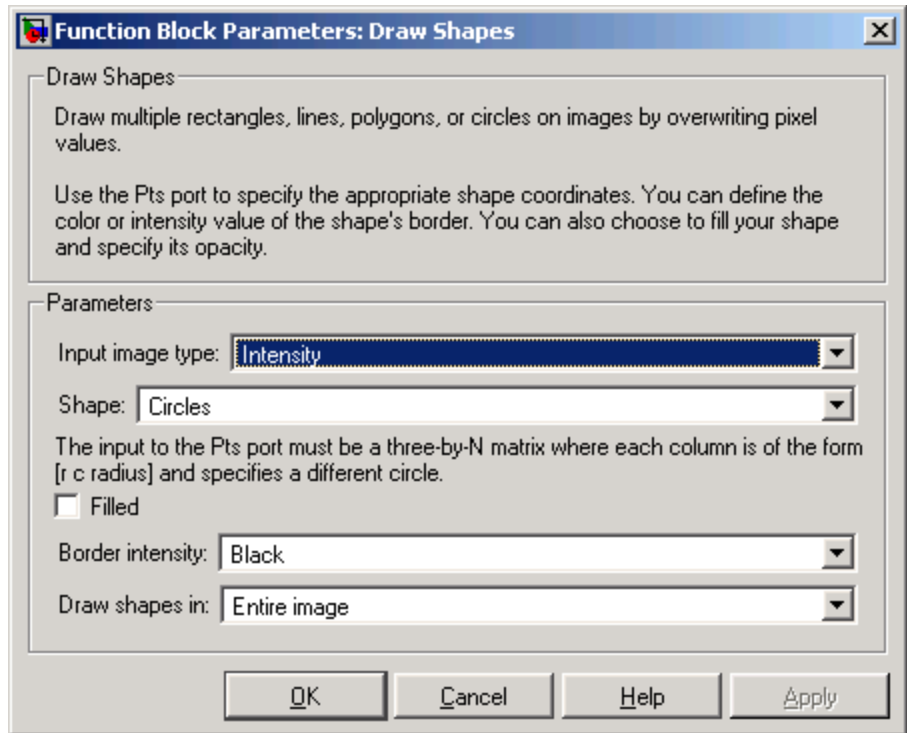 Function Block Parameters: Draw Shapes
Draw Shapes
Draw multiple rectangles, lines, polygons, or circles on images by overwriting pixel
values.
Use the Pts port to specify the appropriate shape coordinates. You can define the
color or intensity value of the shape's border. You can also choose to fill your shape
and specify its opacity.
Parameters
Input image type: Intensity
Shape: Circles
The input to the Pts port must be a three-by-N matrix where each column is of the form
[r c radius] and specifies a different circle.
Filled
Border intensity: Black
Draw shapes in: Entire image
OK Cancel Help Apply